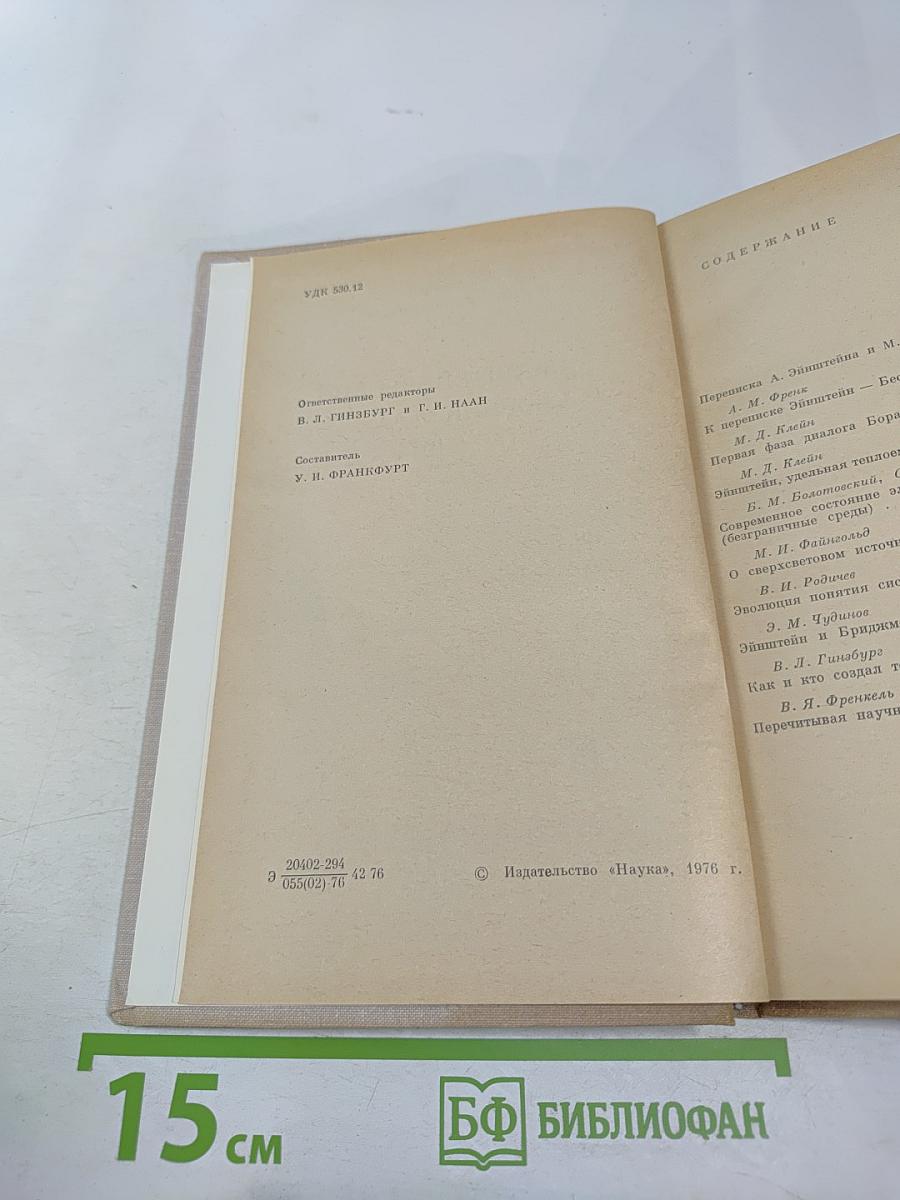 УДК 530.12
Ответственные редакторы
В. Л. ГИНЗБУРГ и Г. И. НААН
Составитель
У. И. ФРАНКФУРТ
Э 20402-294
055(02)-76 42 76
© Издательство «Наука», 1976 г.
СОДЕРЖАНИЕ
Переписка А. Эйнштейна и М.
А. М. Френк
К переписке Эйнштейн — Бес
М. Д. Клейн
Первая фаза диалога Бора
М. Д. Клейн
Эйнштейн, удельная теплоем
Б. М. Болотовский, С
Современное состояние эл
(безграничные среды) .
М. И. Файнгольд
О сверхсветовом источн
В. И. Родичев
Эволюция понятия сис
Э. М. Чудинов
Эйнштейн и Бриджм
В. Л. Гинзбург
Как и кто создал т
В. Я. Френкель
Перечитывая научн
15 см
БФ БИБЛИОФАН